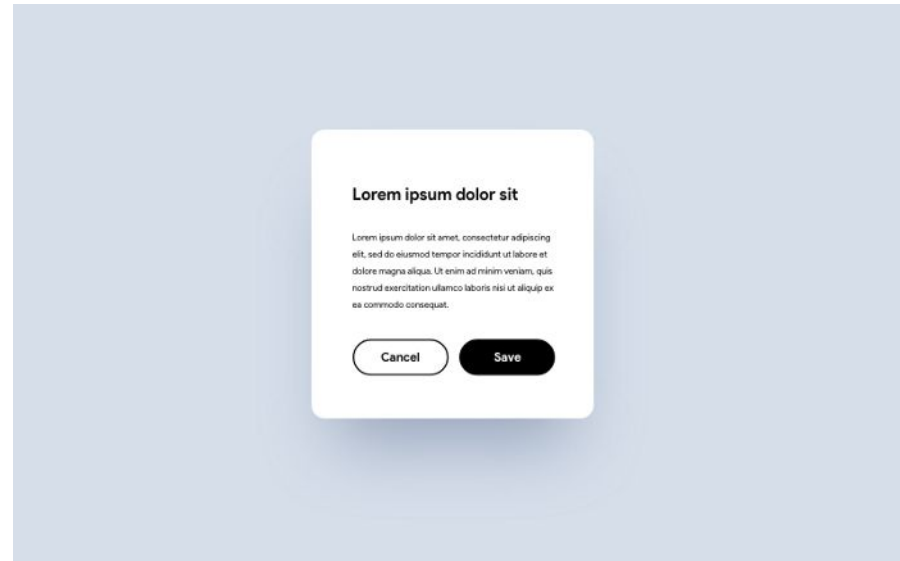 Lorem ipsum dolor sit
Lorem ipsum dolor sit amet, consectetur adipiscing
elit, sed do eiusmod tempor incididunt ut labore et
dolore magna aliqua. Ut enim ad minim veniam, quis
nostrud exercitation ullamco laboris nisi ut aliquip ex
ea commodo consequat.
Cancel Save